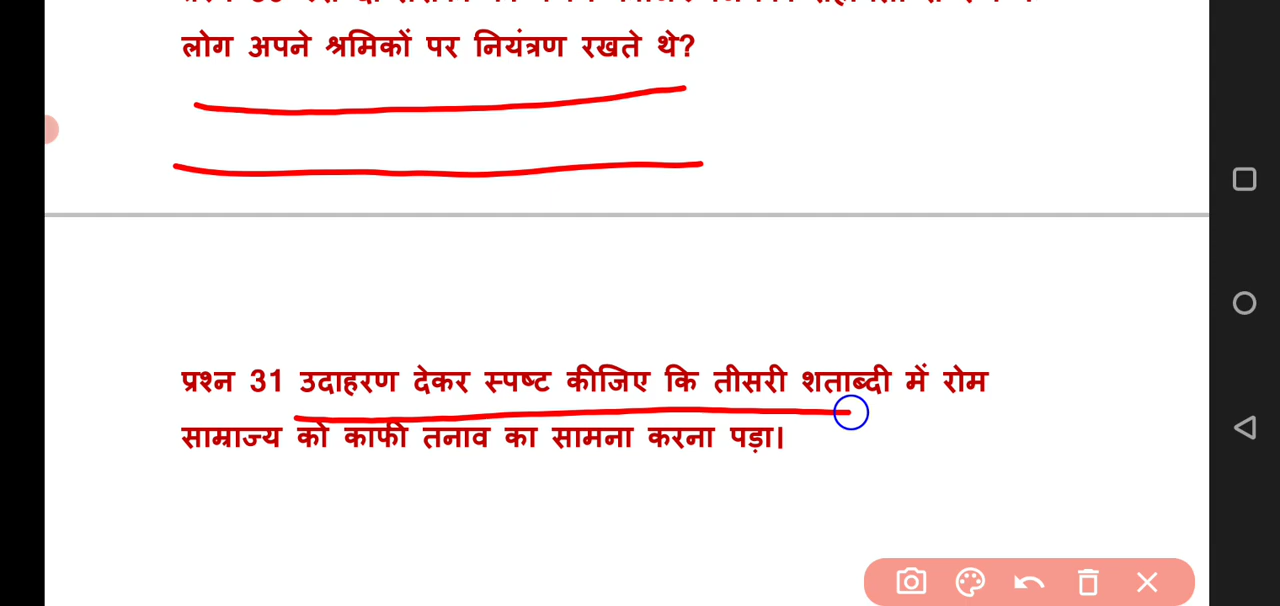 लोग अपने श्रमिकों पर नियंत्रण रखते थे?
प्रश्न 31 उदाहरण देकर स्पष्ट कीजिए कि तीसरी शताब्दी में रोम
साम्राज्य को काफी तनाव का सामना करना पड़ा।